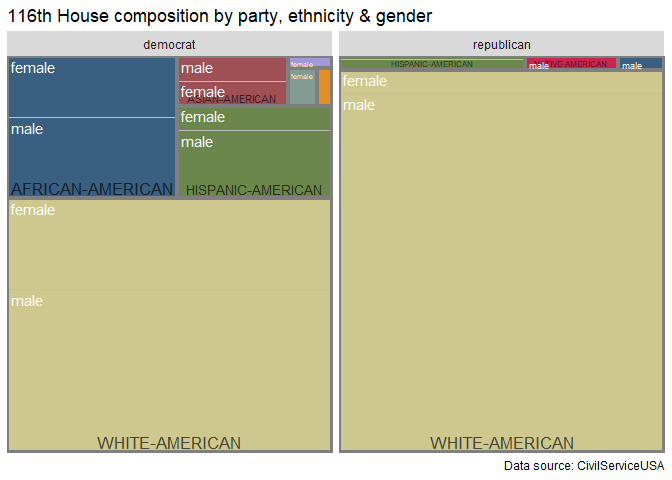 116th House composition by party, ethnicity & gender
democrat
republican
female
male
AFRICAN-AMERICAN
male
female
ASIAN-AMERICAN
female
female
female
male
HISPANIC-AMERICAN
female
male
WHITE-AMERICAN
HISPANIC-AMERICAN
male
male
female
male
WHITE-AMERICAN
Data source: CivilServiceUSA